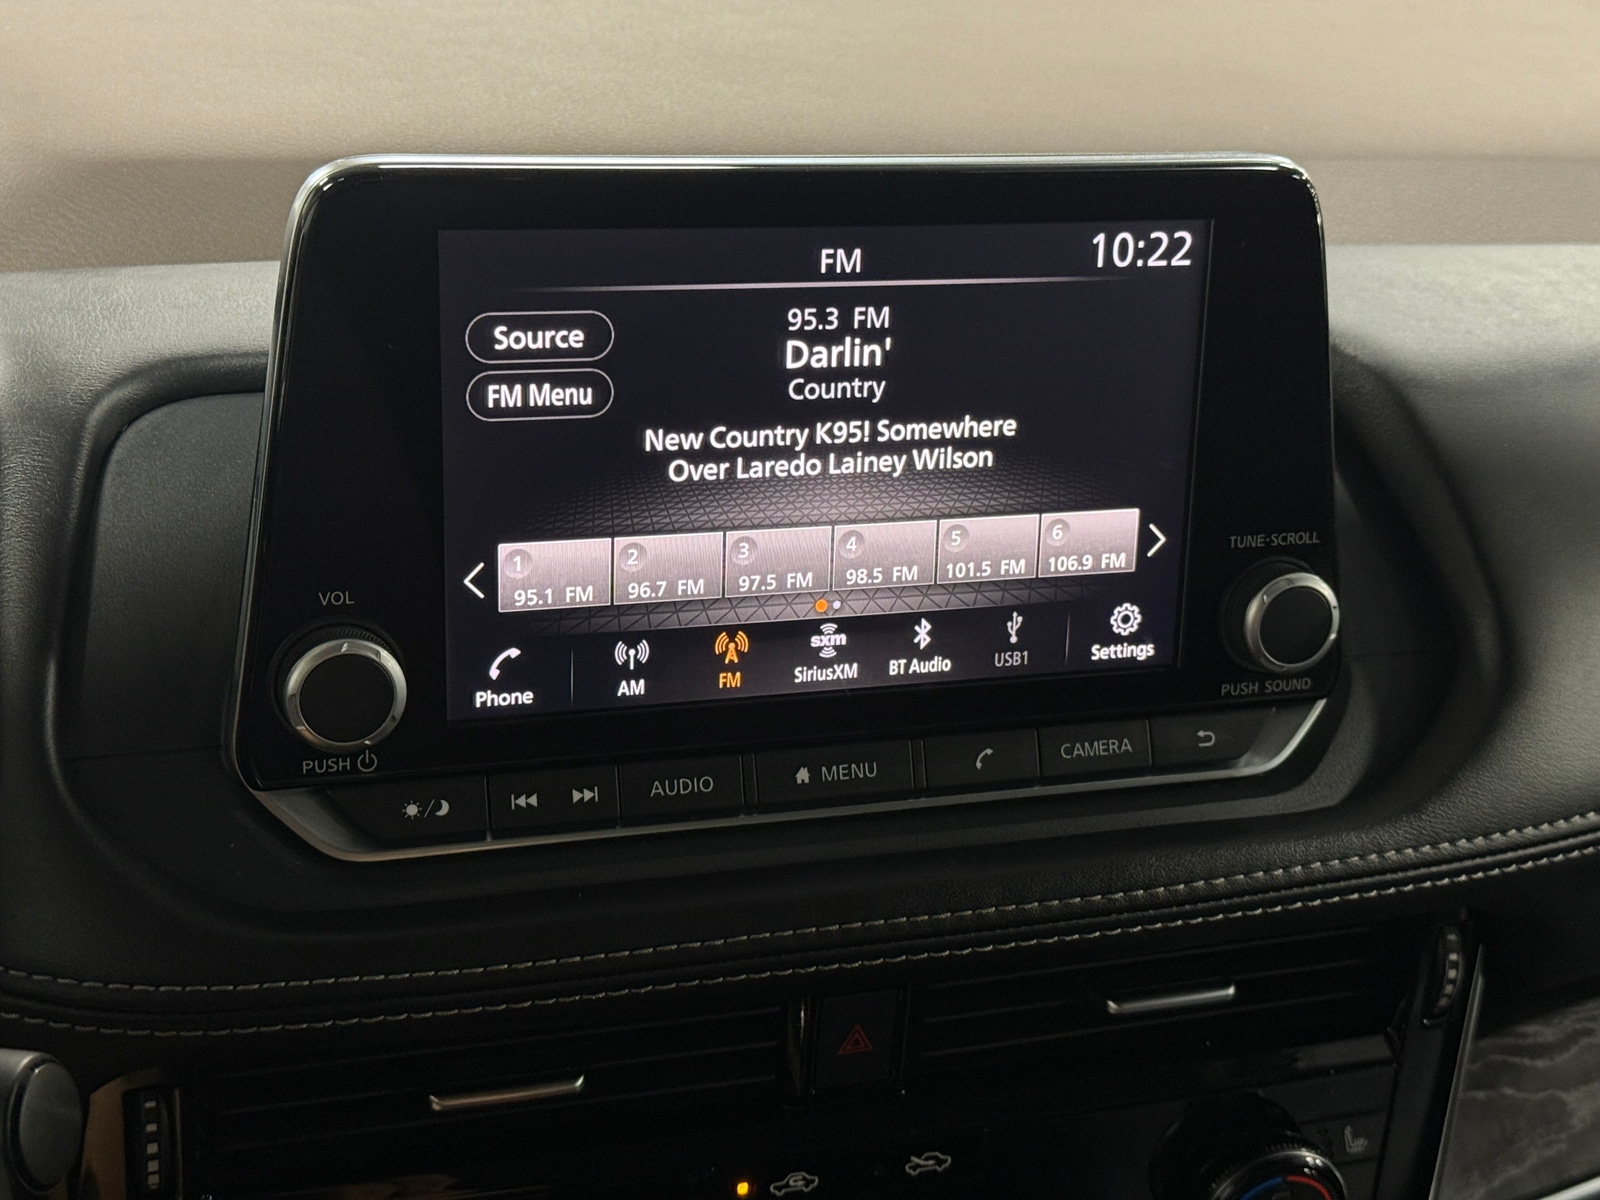 FM
10:22
Source
FM Menu
95.3 FM
Darlin'
Country
New Country K95! Somewhere
Over Laredo Lainey Wilson
1
95.1 FM
2
96.7 FM
3
97.5 FM
4
98.5 FM
5
101.5 FM
6
106.9 FM
Phone
AM
FM
sxm
SiriusXM
BT Audio
USB1
Settings
VOL
PUSH
TUNE·SCROLL
PUSH SOUND
AUDIO
MENU
CAMERA